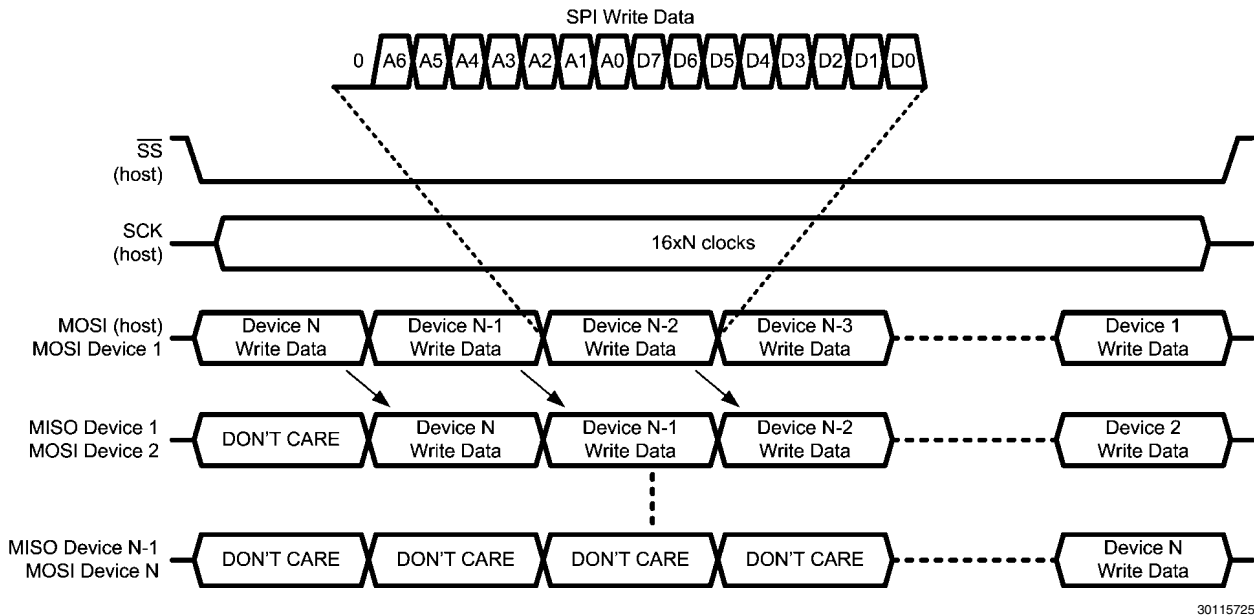 SPI Write Data
0 A6 A5 A4 A3 A2 A1 A0 D7 D6 D5 D4 D3 D2 D1 D0
SS
(host)
SCK
(host)
16xN clocks
MOSI (host)
MOSI Device 1
Device N
Write Data
Device N-1
Write Data
Device N-2
Write Data
Device N-3
Write Data
Device 1
Write Data
MISO Device 1
MOSI Device 2
DON'T CARE
Device N
Write Data
Device N-1
Write Data
Device N-2
Write Data
Device 2
Write Data
MISO Device N-1
MOSI Device N
DON'T CARE
DON'T CARE
DON'T CARE
DON'T CARE
Device N
Write Data
30115725